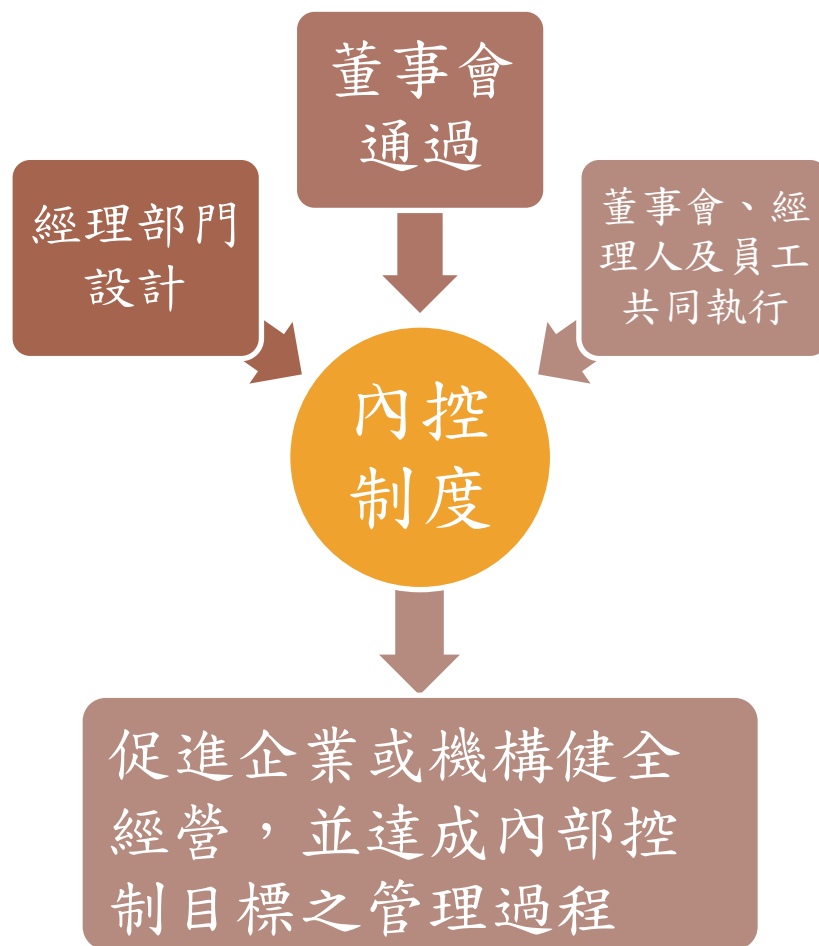 董事會
通過
經理部門
設計
董事會、經
理人及員工
共同執行
內控
制度
促進企業或機構健全
經營，並達成內部控
制目標之管理過程